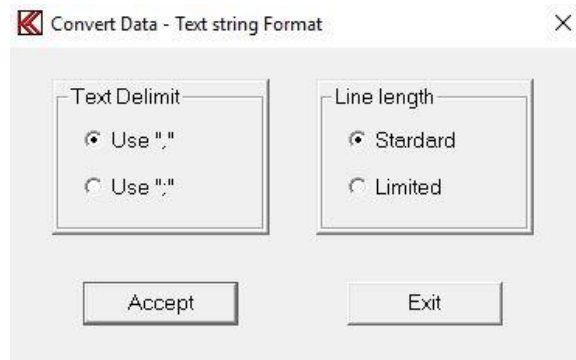 Convert Data - Text string Format
Text Delimit
Use ","
Use ";"
Line length
Stardard
Limited
Accept
Exit